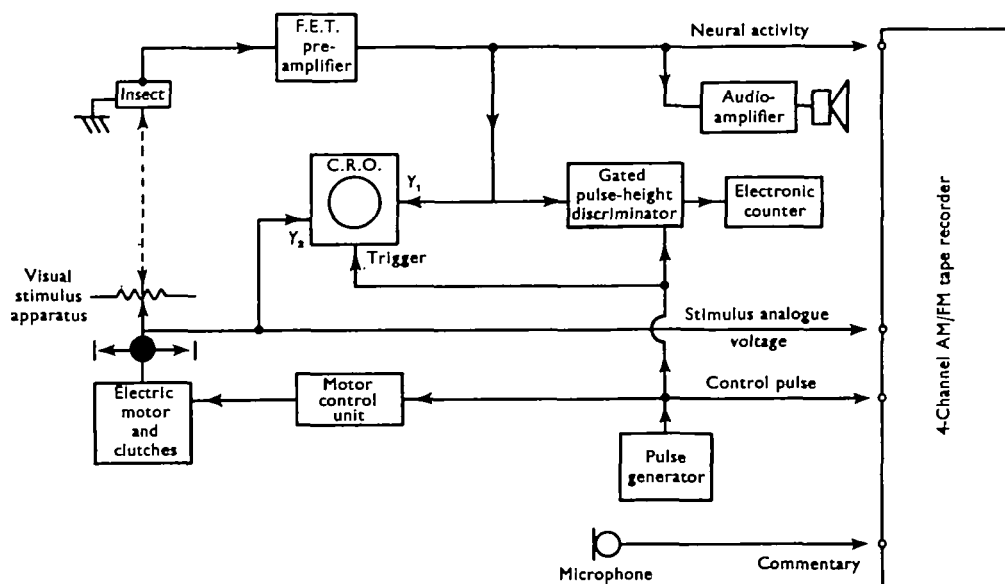 F.E.T.
pre-
amplifier
Neural activity
Insect
Audio-
amplifier
C.R.O.
Y₁
Gated
pulse-height
discriminator
Electronic
counter
Y₂
Trigger
Visual
stimulus
apparatus
Stimulus analogue
voltage
Electric
motor
and
clutches
Motor
control
unit
Control pulse
Pulse
generator
Microphone
Commentary
4-Channel AM/FM tape recorder